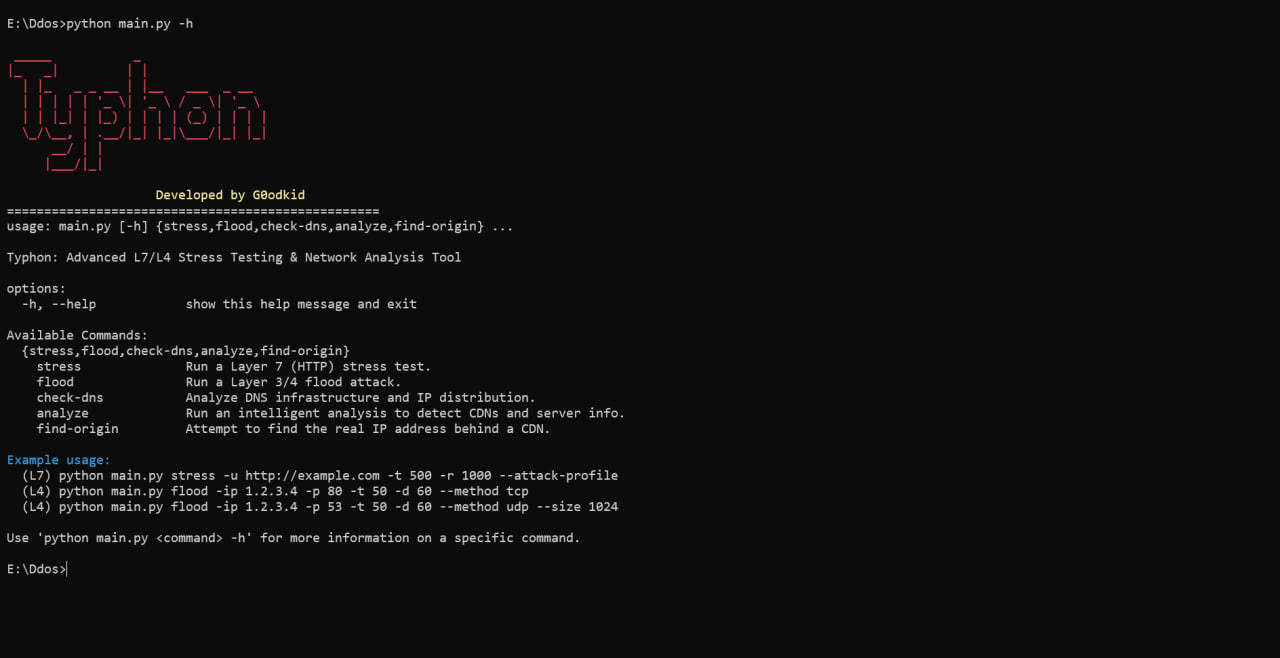 E:\Ddos>python main.py -h
Typhon
Developed by G0odkid
==================================================
usage: main.py [-h] {stress,flood,check-dns,analyze,find-origin} ...
Typhon: Advanced L7/L4 Stress Testing & Network Analysis Tool
options:
-h, --help show this help message and exit
Available Commands:
{stress,flood,check-dns,analyze,find-origin}
stress Run a Layer 7 (HTTP) stress test.
flood Run a Layer 3/4 flood attack.
check-dns Analyze DNS infrastructure and IP distribution.
analyze Run an intelligent analysis to detect CDNs and server info.
find-origin Attempt to find the real IP address behind a CDN.
Example usage:
(L7) python main.py stress -u http://example.com -t 500 -r 1000 --attack-profile
(L4) python main.py flood -ip 1.2.3.4 -p 80 -t 50 -d 60 --method tcp
(L4) python main.py flood -ip 1.2.3.4 -p 53 -t 50 -d 60 --method udp --size 1024
Use 'python main.py <command> -h' for more information on a specific command.
E:\Ddos>